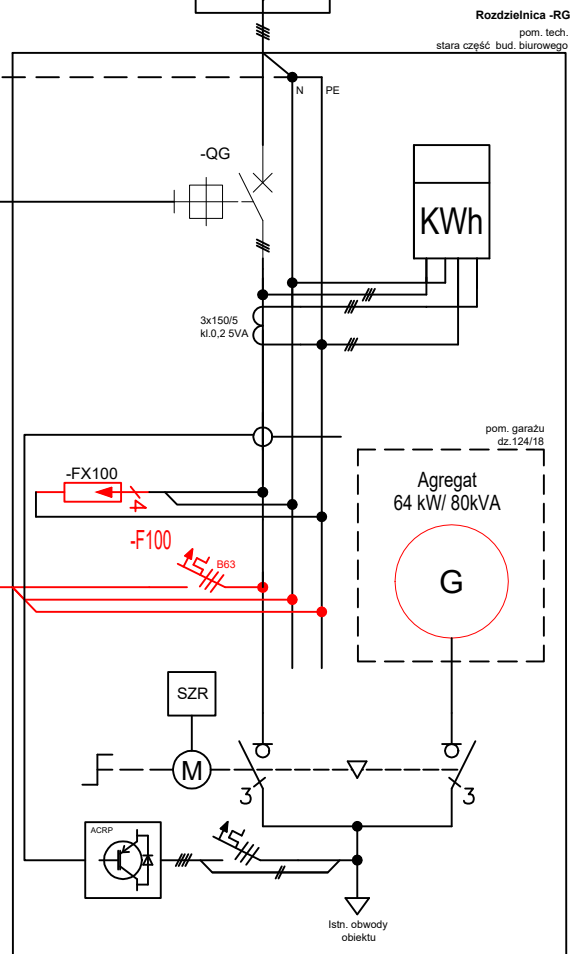 Rozdzielnica -RG
pom. tech.
stara część bud. biurowego
N
PE
-QG
KWh
3x150/5
kl.0,2 5VA
pom. garażu
dz.124/18
-FX100
4
Agregat
64 kW/ 80kVA
-F100
B63
G
SZR
M
3
3
ACRP
Istn. obwody
obiektu